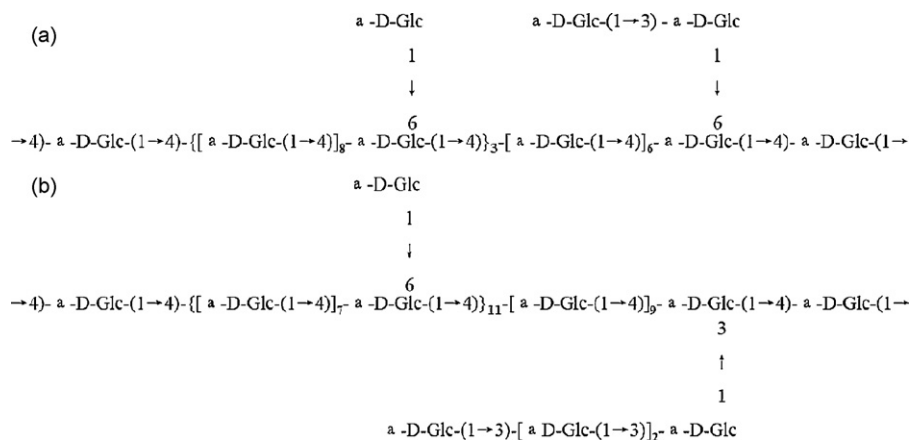 (a)
a -D-Glc a -D-Glc-(1→3) - a -D-Glc
1 1
↓ ↓
6 6
→4)- a -D-Glc-(1→4)-{[ a -D-Glc-(1→4)]8- a -D-Glc-(1→4)}3-[ a -D-Glc-(1→4)]6- a -D-Glc-(1→4)- a -D-Glc-(1→
(b)
a -D-Glc
1
↓
6
→4)- a -D-Glc-(1→4)-{[ a -D-Glc-(1→4)]7- a -D-Glc-(1→4)}11-[ a -D-Glc-(1→4)]9- a -D-Glc-(1→4)- a -D-Glc-(1→
3
↑
1
a -D-Glc-(1→3)-[ a D-Glc-(1→3)]2- a -D-Glc